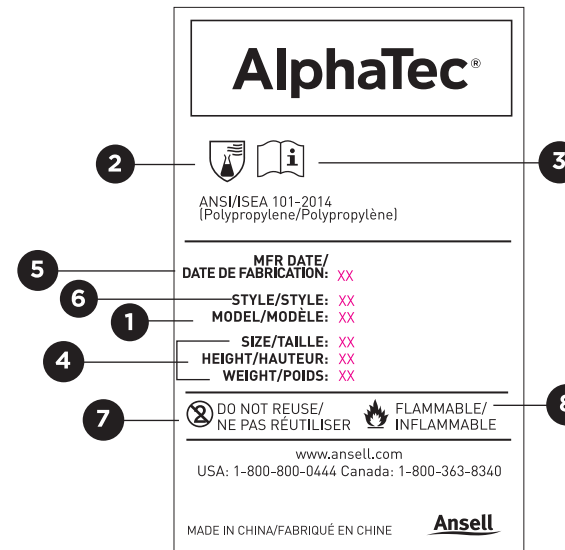 AlphaTec®
2
3
ANSI/ISEA 101-2014
(Polypropylene/Polypropylène)
5
MFR DATE/
DATE DE FABRICATION: XX
6
STYLE/STYLE: XX
1
MODEL/MODÈLE: XX
SIZE/TAILLE: XX
4
HEIGHT/HAUTEUR: XX
WEIGHT/POIDS: XX
7
2
DO NOT REUSE/
NE PAS RÉUTILISER
FLAMMABLE/
INFLAMMABLE
8
www.ansell.com
USA: 1-800-800-0444 Canada: 1-800-363-8340
MADE IN CHINA/FABRIQUÉ EN CHINE
Ansell